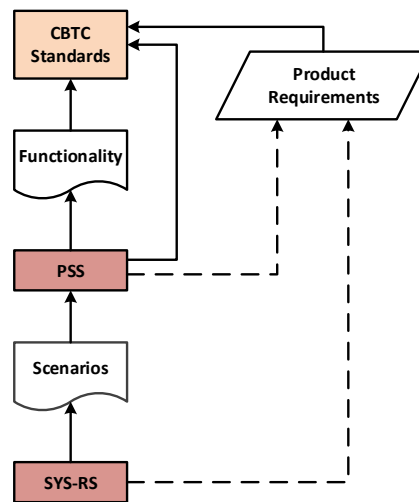 CBTC
Standards
Product
Requirements
Functionality
PSS
Scenarios
SYS-RS